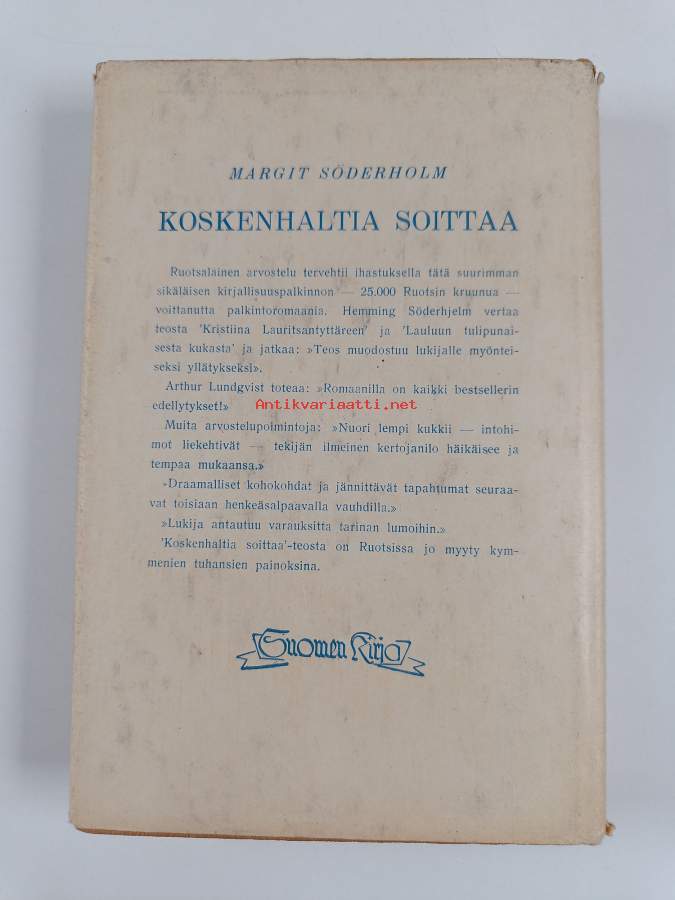 MARGIT SÖDERHOLM
KOSKENHALTIA SOITTAA
Ruotsalainen arvostelu tervehtii ihastuksella tätä suurimman
sikäläisen kirjallisuuspalkinnon — 25.000 Ruotsin kruunua —
voittanutta palkintoromaania. Hemming Söderhjelm vertaa
teosta 'Kristiina Lauritsantyttäreen' ja 'Lauluun tulipunai-
sesta kukasta' ja jatkaa: »Teos muodostuu lukijalle myöntei-
seksi yllätykseksi».
Arthur Lundgvist toteaa: »Romaanilla on kaikki bestsellerin
edellytykset!»
Antikvariaatti.net
Muita arvostelupoimintoja: »Nuori lempi kukkii — intohi-
mot liekehtivät — tekijän ilmeinen kertojanilo häikäisee ja
tempaa mukaansa.»
»Draamalliset kohokohdat ja jännittävät tapahtumat seuraa-
vat toisiaan henkeäsalpaavalla vauhdilla.»
»Lukija antautuu varauksitta tarinan lumoihin.»
'Koskenhaltia soittaa'-teosta on Ruotsissa jo myyty kym-
menien tuhansien painoksina.
Suomen Kirja